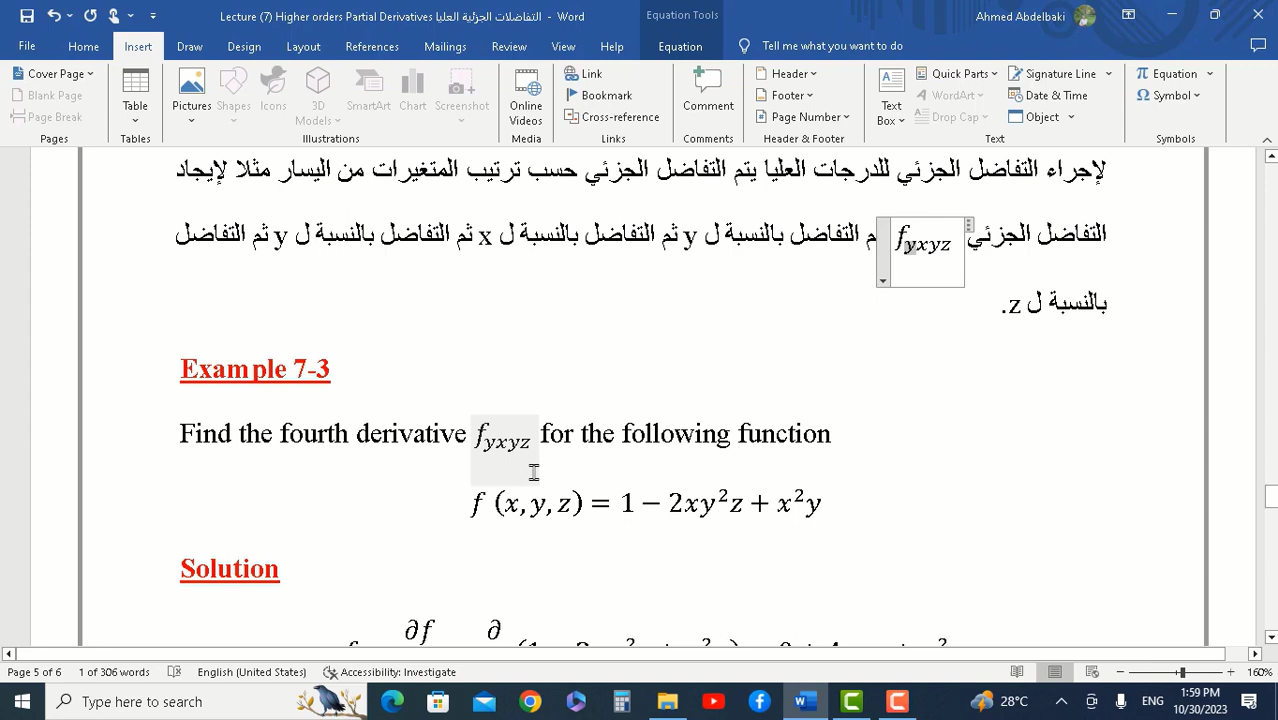 Lecture (7) Higher orders Partial Derivatives التفاضلات الجزئية العليا - Word
Equation Tools
Ahmed Abdelbaki
File Home Insert Draw Design Layout References Mailings Review View Help Equation Tell me what you want to do
Cover Page
Blank Page
Page Break
Pages
Table
Tables
Pictures
Shapes
Icons
3D Models
SmartArt
Chart
Screenshot
Illustrations
Online Videos
Media
Link
Bookmark
Cross-reference
Links
Comment
Comments
Header
Footer
Page Number
Header & Footer
Text Box
Quick Parts
WordArt
Drop Cap
Signature Line
Date & Time
Object
Text
Equation
Symbol
Symbols
لإجراء التفاضل الجزئي للدرجات العليا يتم التفاضل الجزئي حسب ترتيب المتغيرات من اليسار مثلا لإيجاد
التفاضل الجزئي f_yxyz م التفاضل بالنسبة ل y ثم التفاضل بالنسبة ل x ثم التفاضل بالنسبة ل y ثم التفاضل
بالنسبة ل z.
Example 7-3
Find the fourth derivative f_yxyz for the following function
f (x, y, z) = 1 − 2xy²z + x²y
Solution
∂f ∂
Page 5 of 6 1 of 306 words English (United States) Accessibility: Investigate 160%
Type here to search
28°C
ENG
1:59 PM
10/30/2023